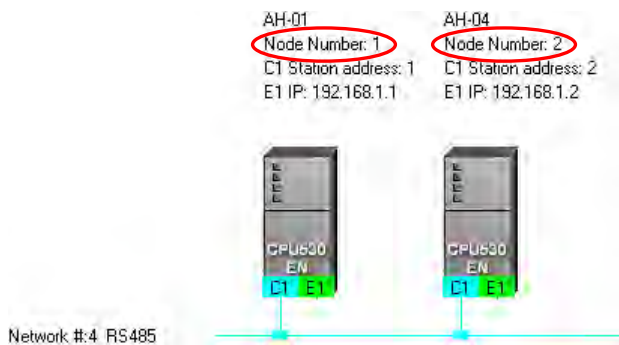 AH-01
Node Number: 1
C1 Station address: 1
E1 IP: 192.168.1.1
AH-04
Node Number: 2
C1 Station address: 2
E1 IP: 192.168.1.2
CPU530
EN
C1 E1
CPU530
EN
C1 E1
Network #:4 RS485